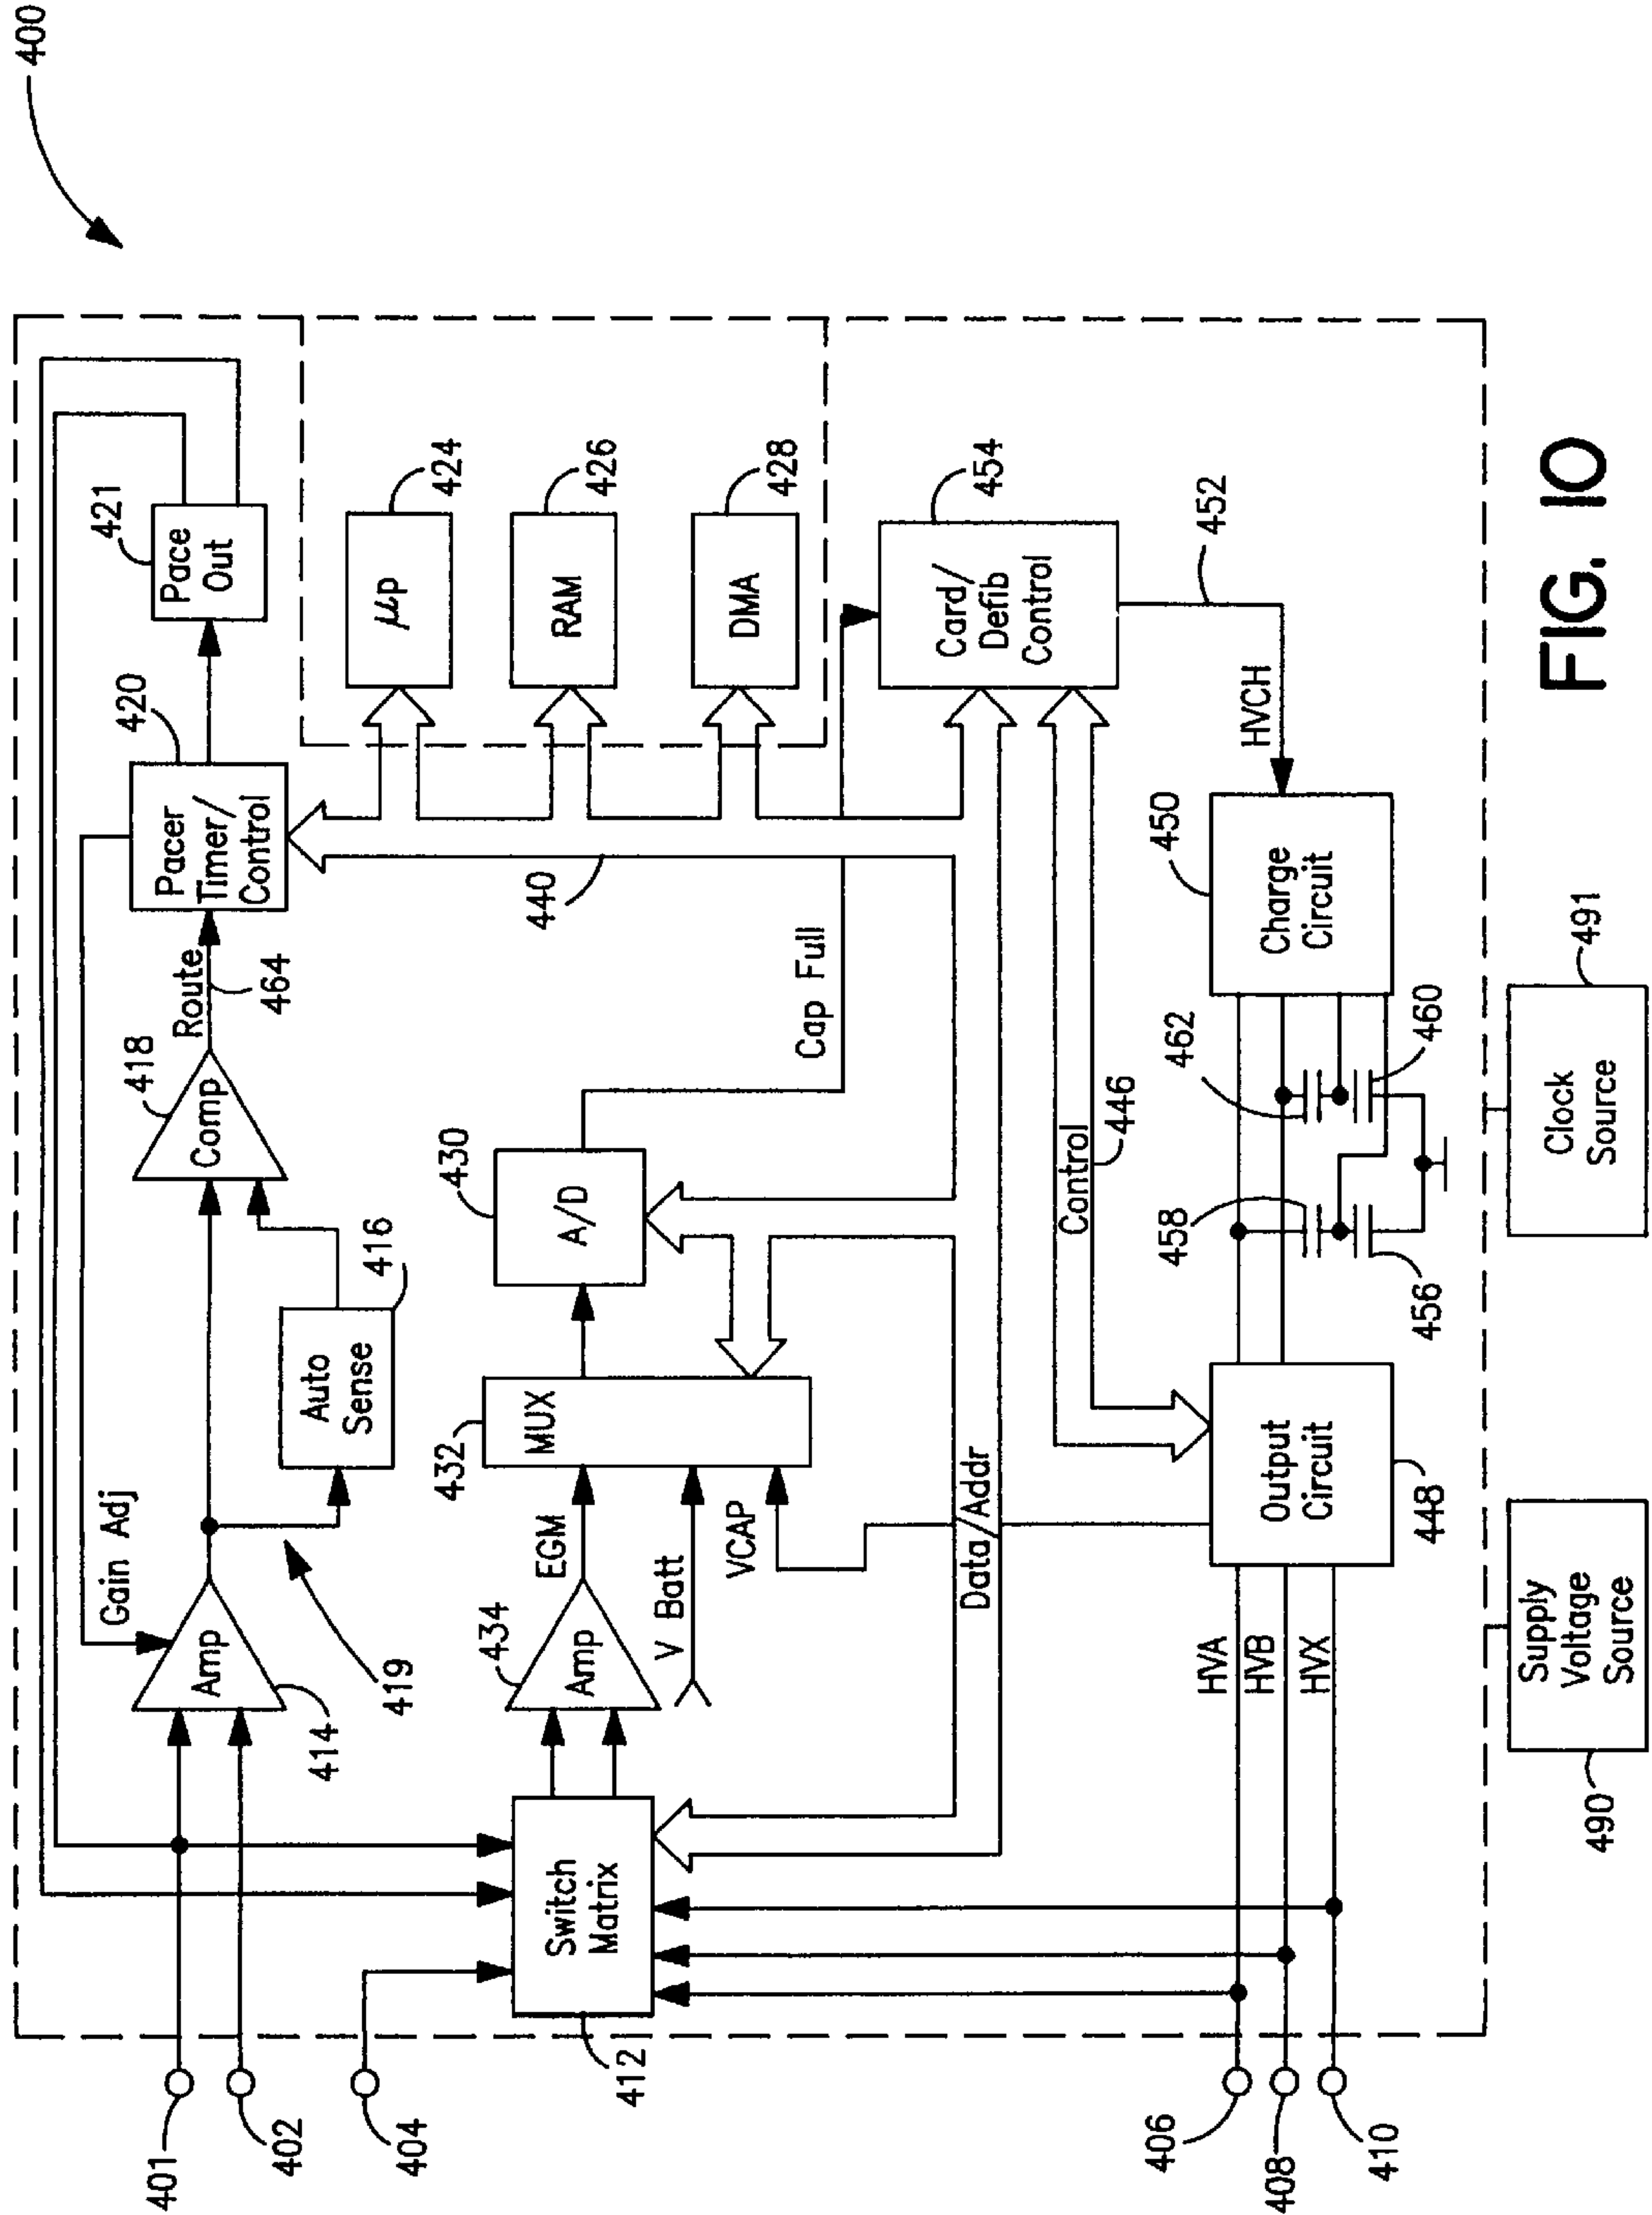 400
421
Pace
Out
420
Pacer
Timer/
Control
Route
464
418
Comp
416
Auto
Sense
419
Gain Adj
Amp
414
401
402
404
424
µp
426
RAM
428
DMA
440
Cap Full
430
A/D
432
MUX
EGM
V Batt
VCAP
434
Amp
Switch
Matrix
412
Data/Addr
454
Card/
Defib
Control
452
HVCH
450
Charge
Circuit
Control
446
462
460
458
456
Output
Circuit
448
HVA
HVB
HVX
406
408
410
491
Clock
Source
Supply
Voltage
Source
490
FIG. 10